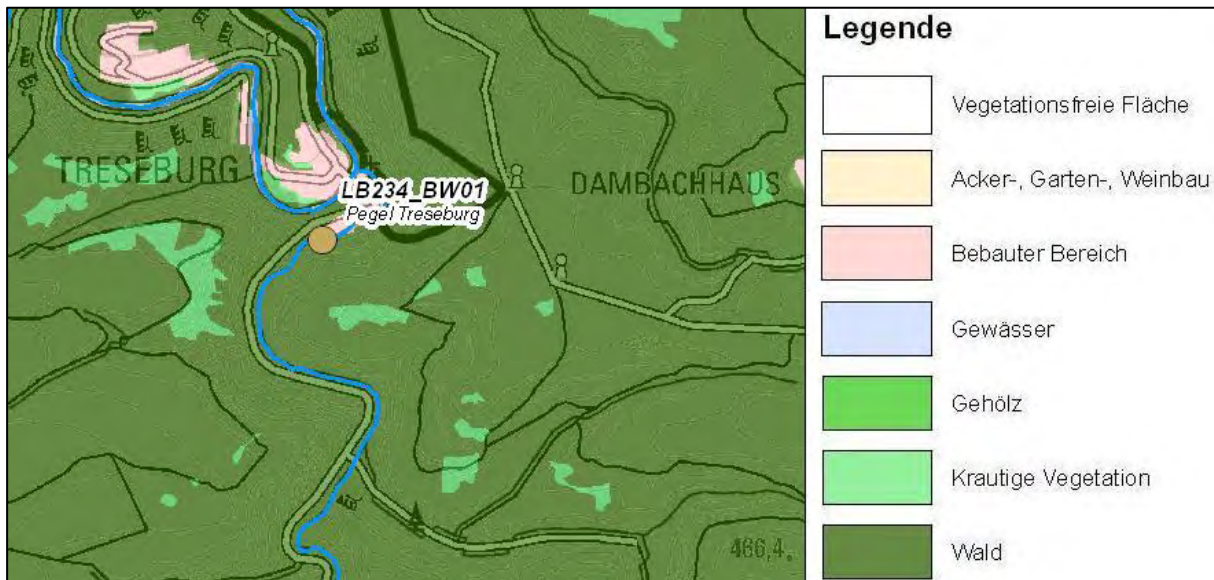 TRESEBURG
LB234_BW01
Pegel Treseburg
DAMBACHHAUS
466,4.
Legende
Vegetationsfreie Fläche
Acker-, Garten-, Weinbau
Bebauter Bereich
Gewässer
Gehölz
Krautige Vegetation
Wald